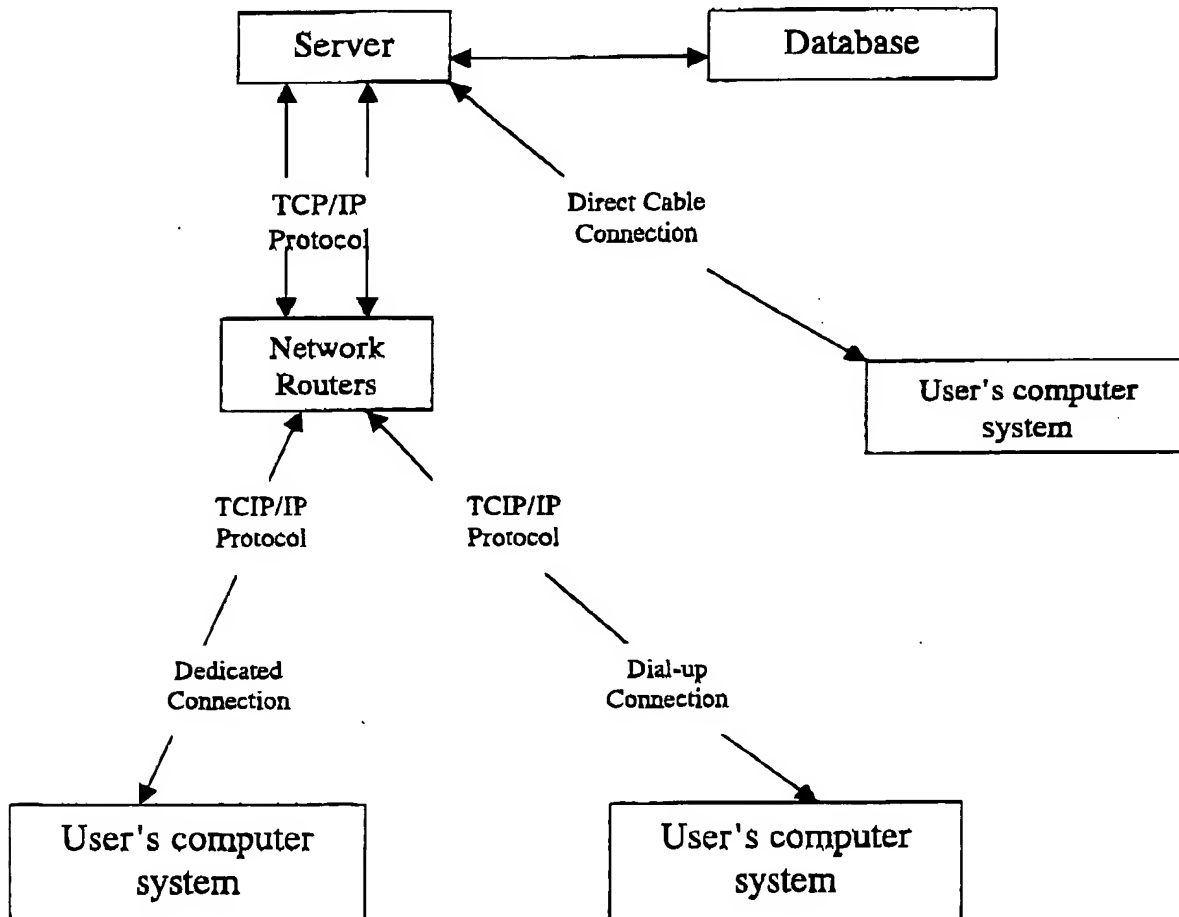 Server
Database
TCP/IP
Protocol
Direct Cable
Connection
Network
Routers
User's computer
system
TCIP/IP
Protocol
TCIP/IP
Protocol
Dedicated
Connection
Dial-up
Connection
User's computer
system
User's computer
system